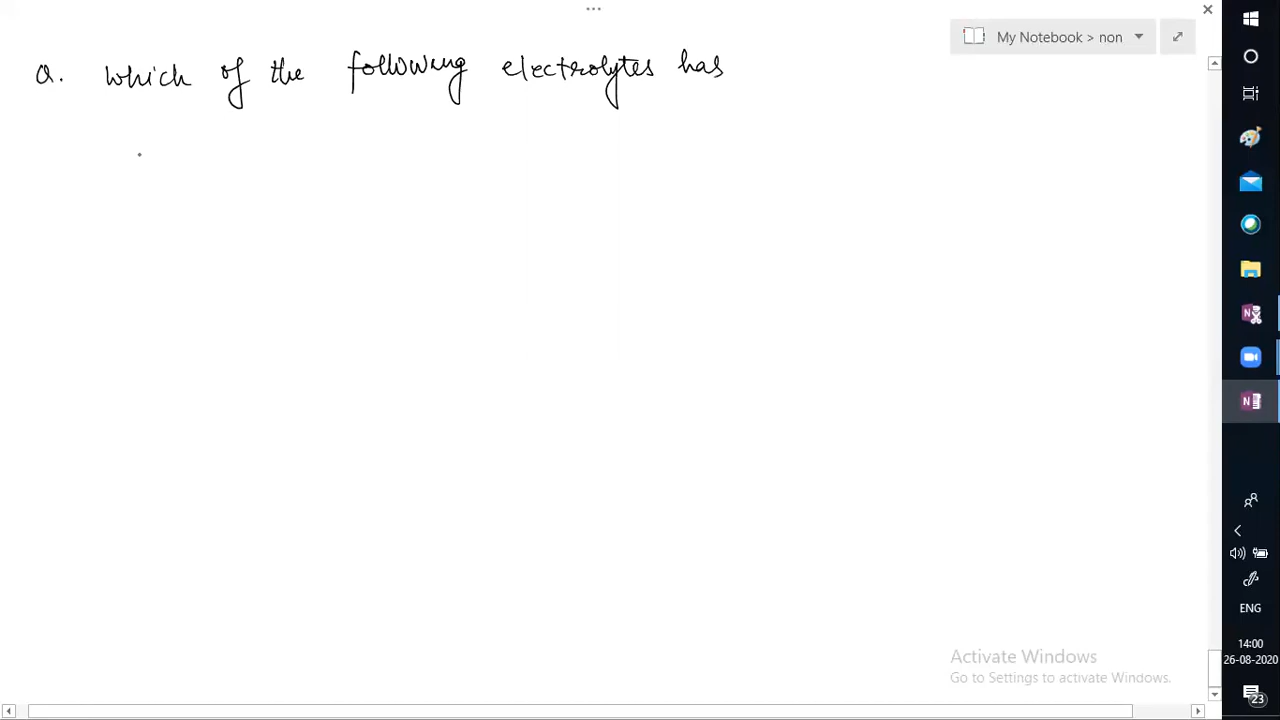 ...
My Notebook > non
Q. which of the following electrolytes has
Activate Windows
Go to Settings to activate Windows.
ENG
14:00
26-08-2020
23